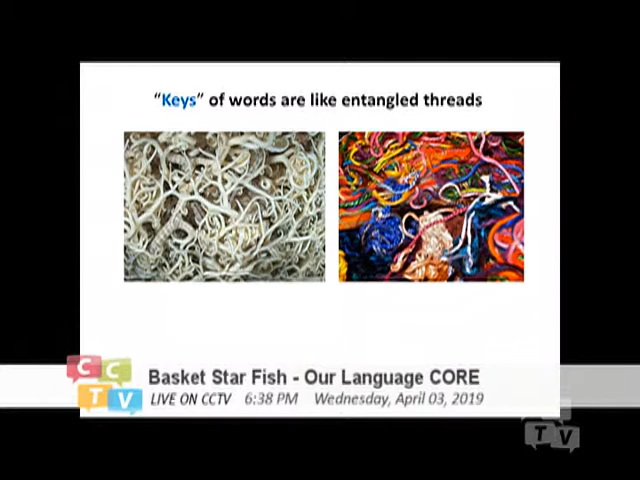 "Keys" of words are like entangled threads
C C
T V
Basket Star Fish - Our Language CORE
LIVE ON CCTV 6:38 PM Wednesday, April 03, 2019
T V